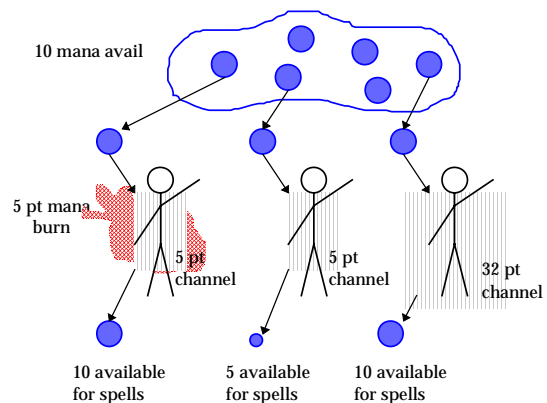 10 mana avail
5 pt mana
burn
5 pt
channel
5 pt
channel
32 pt
channel
10 available
for spells
5 available
for spells
10 available
for spells